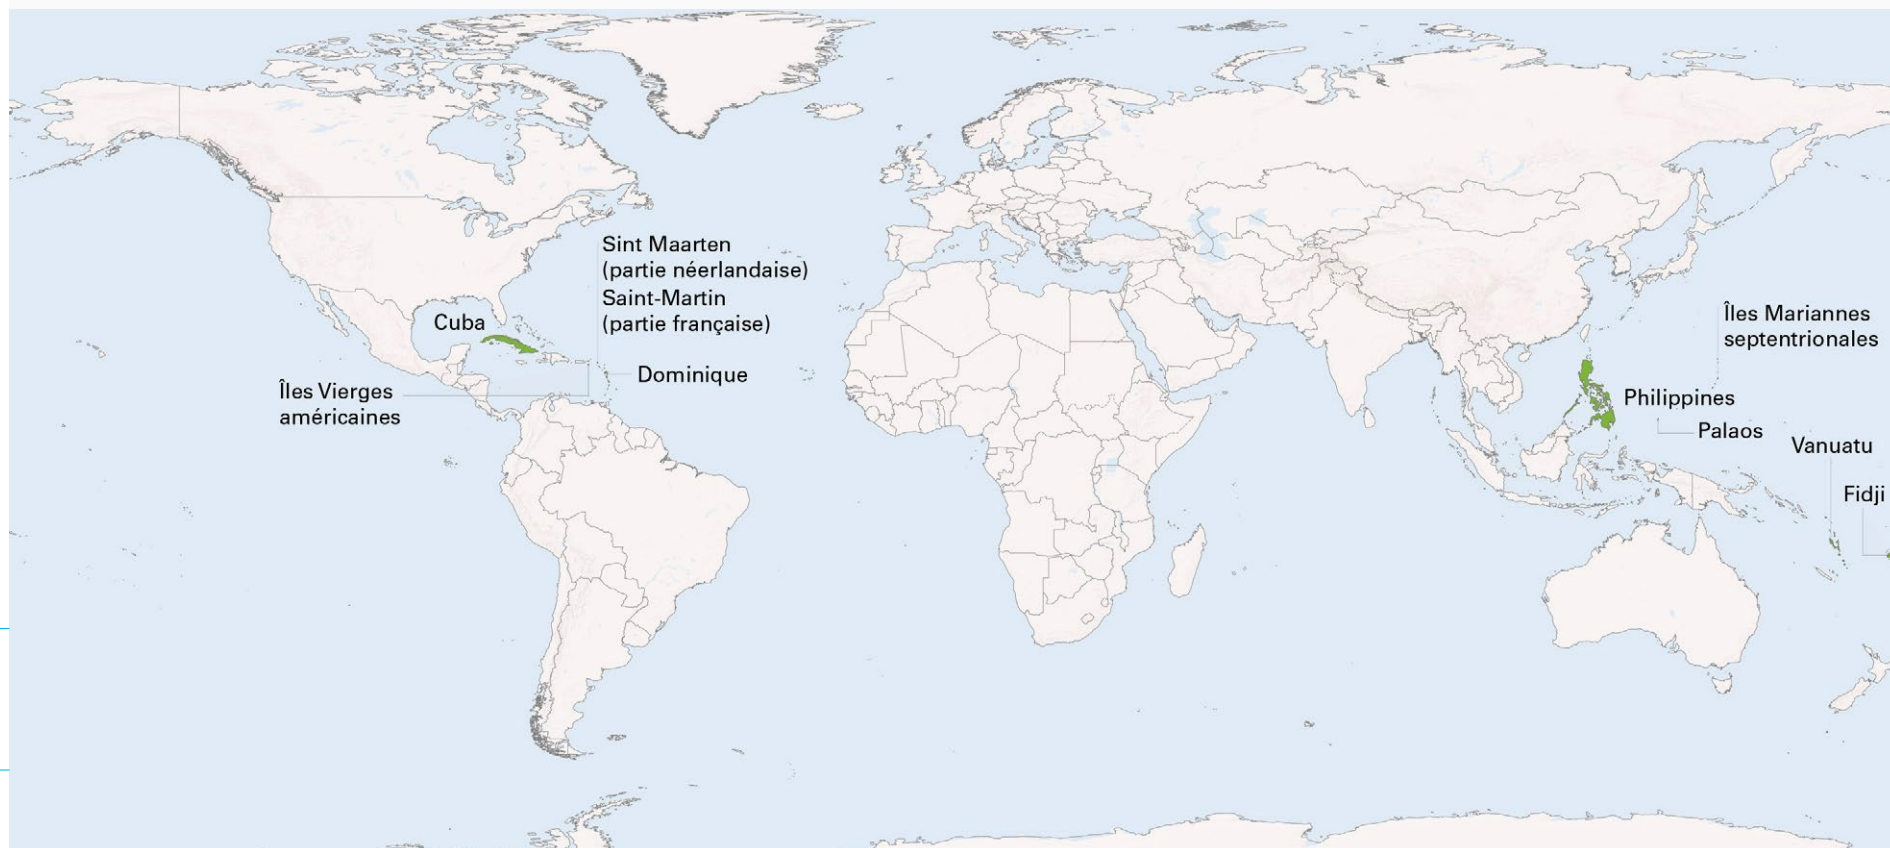 Sint Maarten
(partie néerlandaise)
Saint-Martin
(partie française)
Cuba
Dominique
Îles Vierges
américaines
Îles Mariannes
septentrionales
Philippines
Palaos
Vanuatu
Fidji